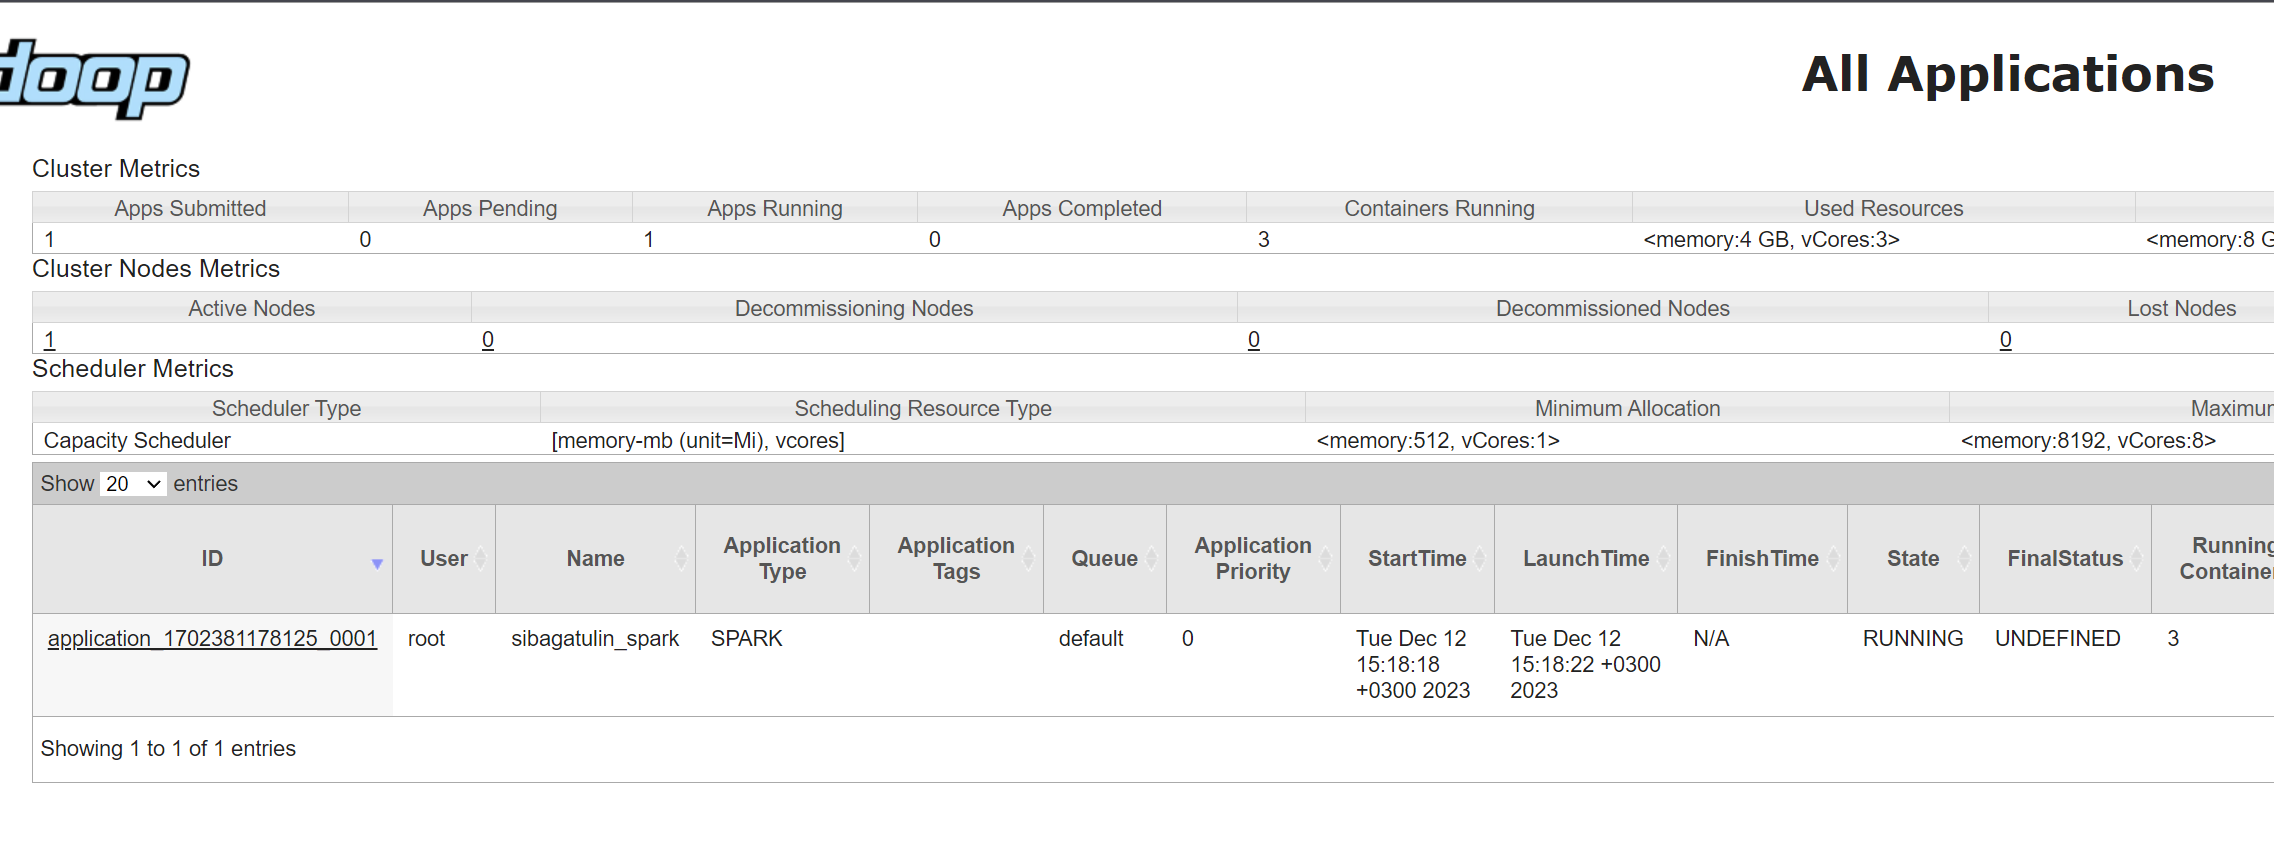 doop
All Applications
Cluster Metrics
Apps Submitted Apps Pending Apps Running Apps Completed Containers Running Used Resources
1 0 1 0 3 <memory:4 GB, vCores:3> <memory:8 G
Cluster Nodes Metrics
Active Nodes Decommissioning Nodes Decommissioned Nodes Lost Nodes
1 0 0 0
Scheduler Metrics
Scheduler Type Scheduling Resource Type Minimum Allocation Maximum
Capacity Scheduler [memory-mb (unit=Mi), vcores] <memory:512, vCores:1> <memory:8192, vCores:8>
Show 20 entries
ID User Name Application Type Application Tags Queue Application Priority StartTime LaunchTime FinishTime State FinalStatus Running Container
application_1702381178125_0001 root sibagatulin_spark SPARK default 0 Tue Dec 12 15:18:18 +0300 2023 Tue Dec 12 15:18:22 +0300 2023 N/A RUNNING UNDEFINED 3
Showing 1 to 1 of 1 entries